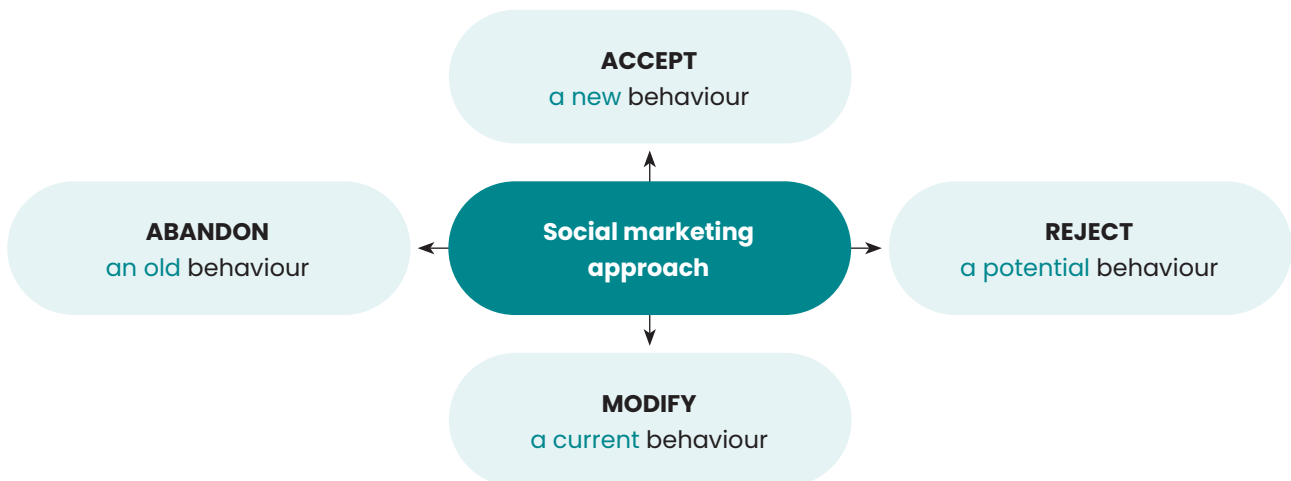 ACCEPT
a new behaviour
ABANDON
an old behaviour
Social marketing
approach
REJECT
a potential behaviour
MODIFY
a current behaviour